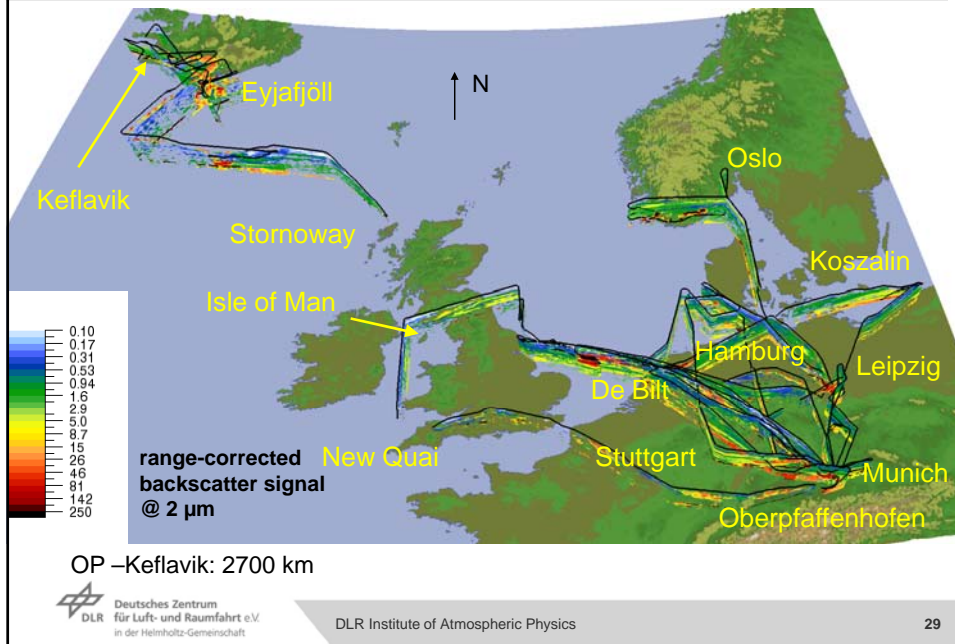 Eyjafjöll
N
Keflavik
Oslo
Stornoway
Koszalin
Isle of Man
0.10
0.17
0.31
0.53
0.94
1.6
2.9
5.0
8.7
15
26
46
81
142
250
Hamburg
Leipzig
De Bilt
range-corrected
backscatter signal
@ 2 µm
New Quai
Stuttgart
Munich
Oberpfaffenhofen
OP –Keflavik: 2700 km
DLR
Deutsches Zentrum
für Luft- und Raumfahrt e.V.
in der Helmholtz-Gemeinschaft
DLR Institute of Atmospheric Physics
29